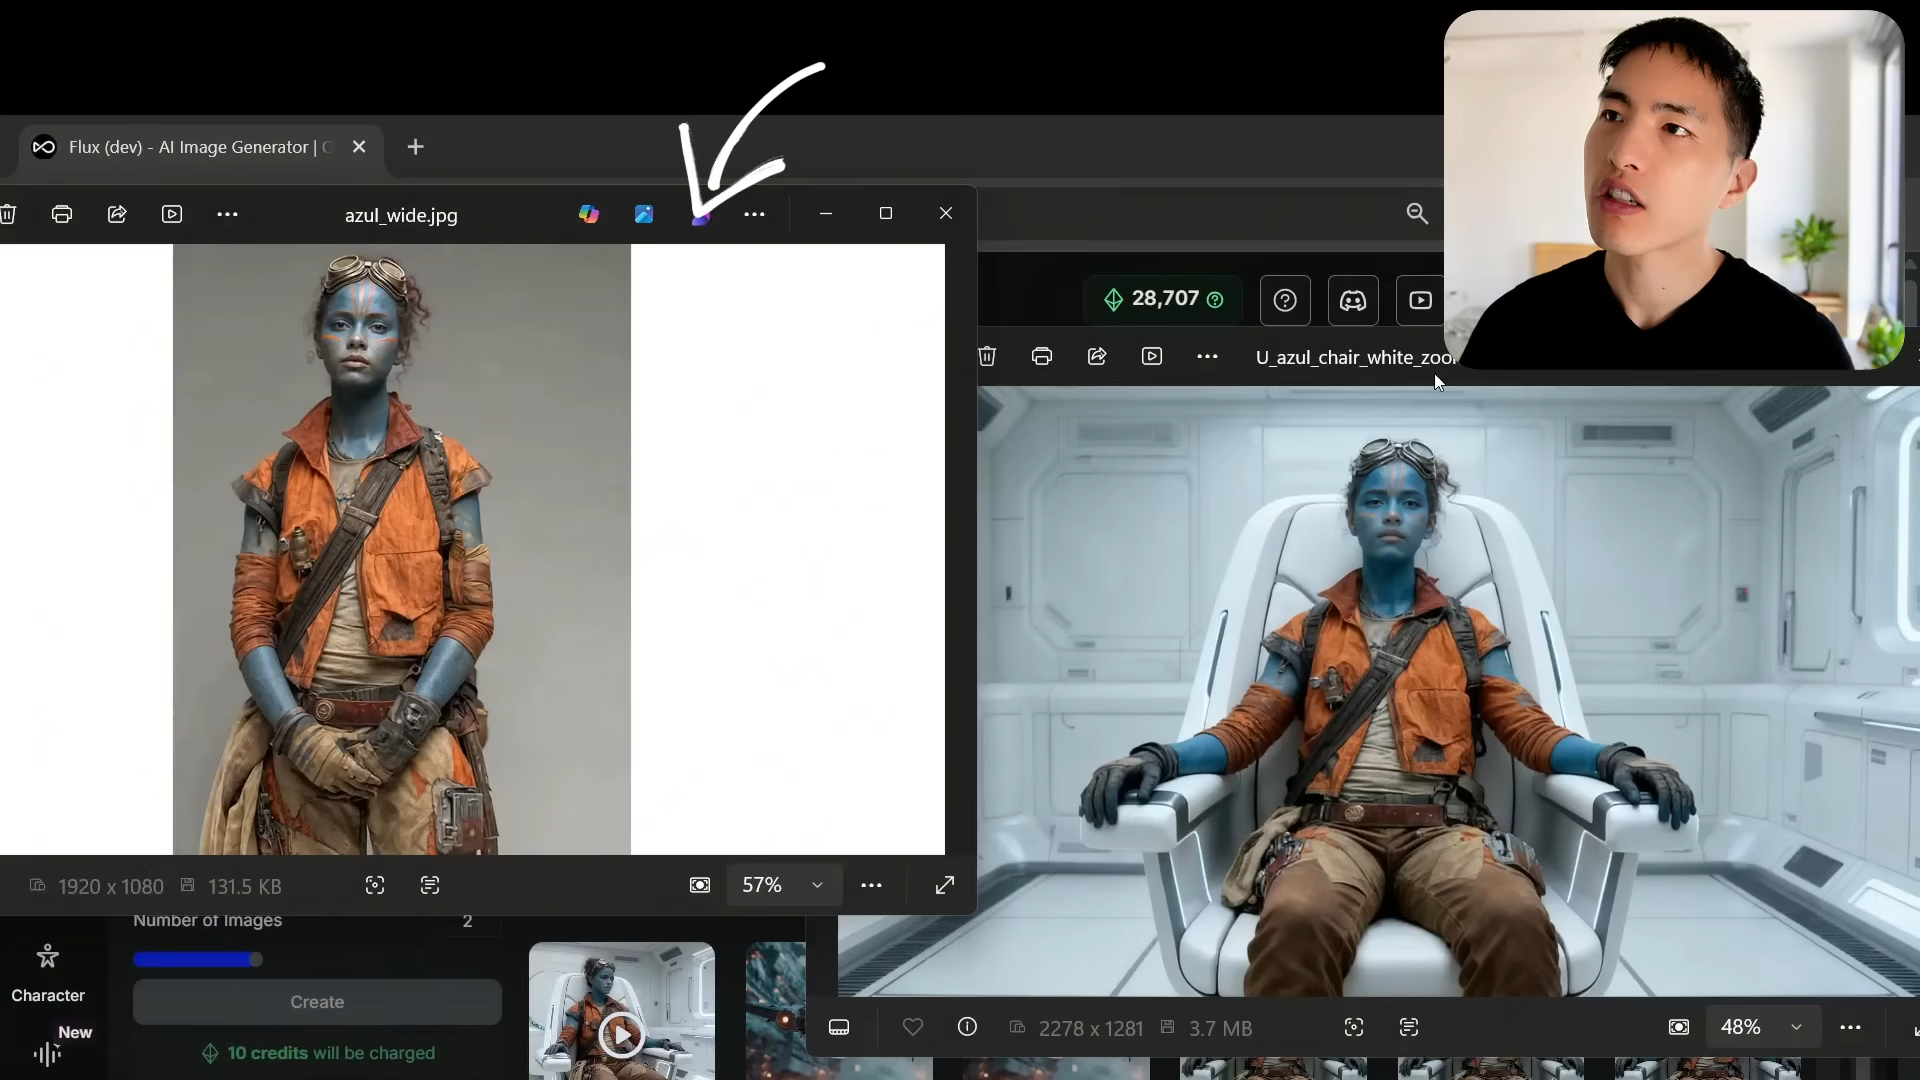 Flux (dev) - AI Image Generator |
azul_wide.jpg
28,707
U_azul_chair_white_zoo
1920 x 1080
131.5 KB
57%
Number of Images
2
Character
Create
New
10 credits will be charged
2278 x 1281
3.7 MB
48%